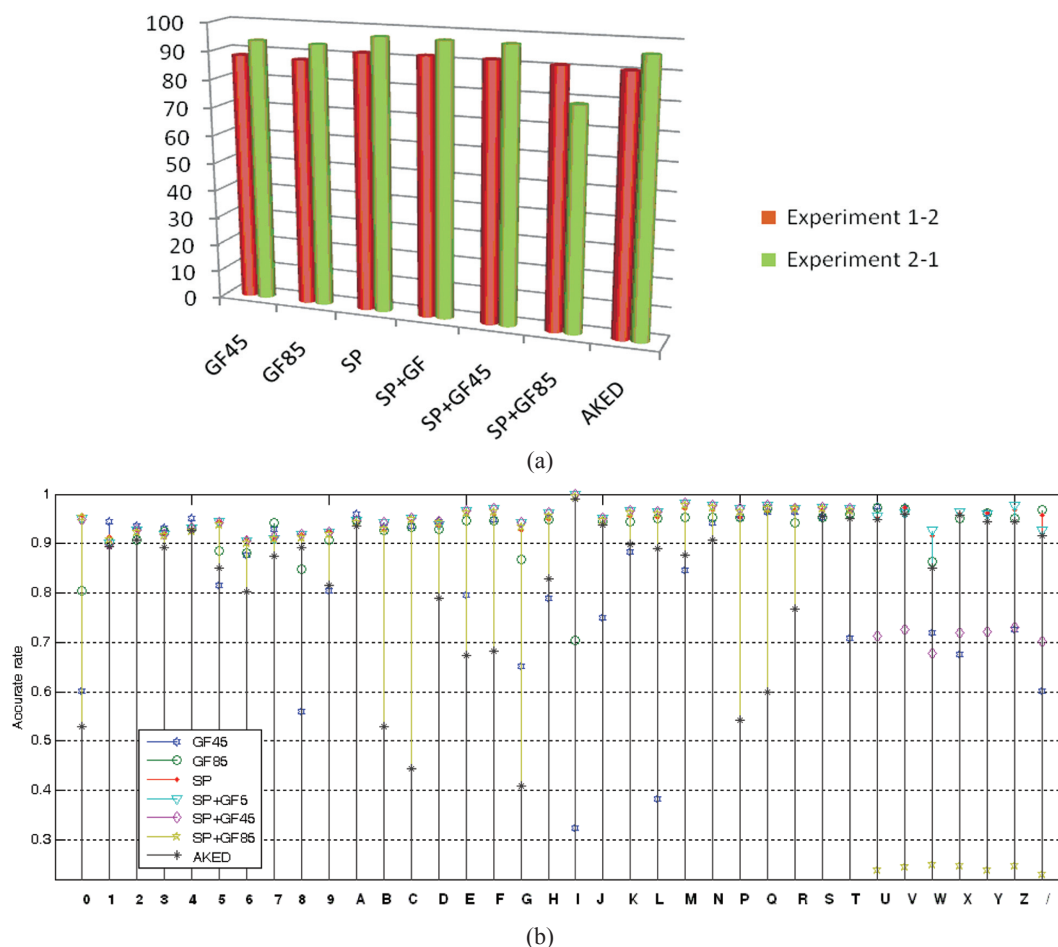 100
90
80
70
60
50
40
30
20
10
0
GF45 GF85 SP SP+GF SP+GF45 SP+GF85 AKED
Experiment 1-2
Experiment 2-1
(a)
Accurate rate
1
0.9
0.8
0.7
0.6
0.5
0.4
0.3
GF45
GF85
SP
SP+GF5
SP+GF45
SP+GF85
AKED
0 1 2 3 4 5 6 7 8 9 A B C D E F G H I J K L M N P Q R S T U V W X Y Z /
(b)